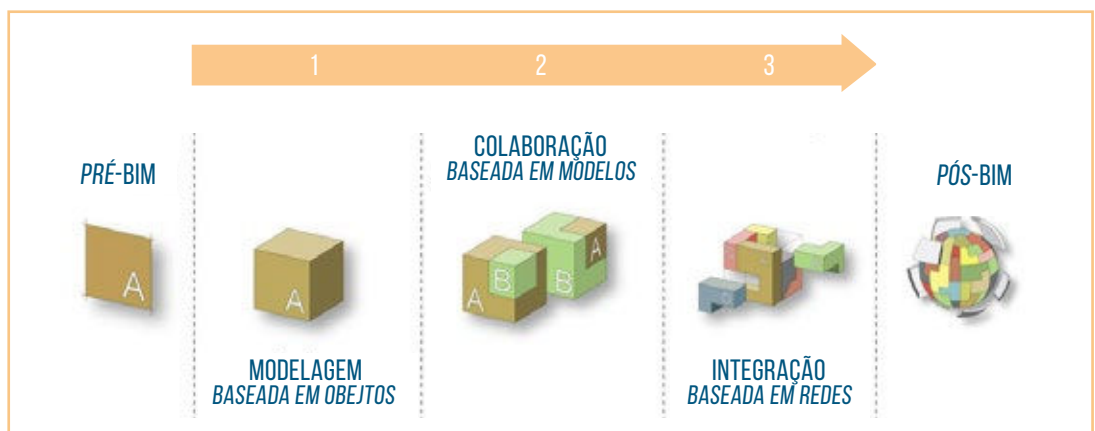 1
2
3
PRÉ-BIM
COLABORAÇÃO
BASEADA EM MODELOS
PÓS-BIM
A
A
A
B
B
A
MODELAGEM
BASEADA EM OBEJTOS
INTEGRAÇÃO
BASEADA EM REDES